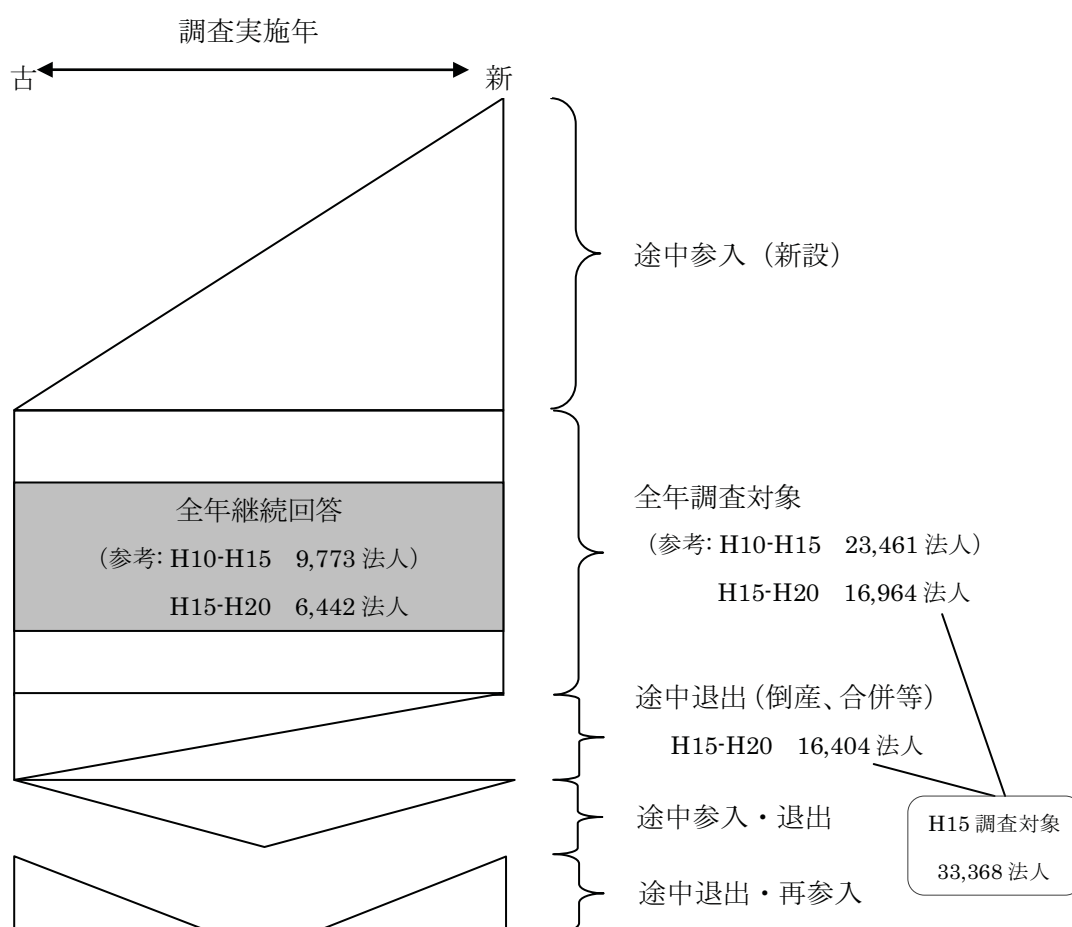 調査実施年
古
新
途中参入（新設）
全年継続回答
（参考: H10-H15　9,773 法人）
H15-H20　6,442 法人
全年調査対象
（参考: H10-H15　23,461 法人）
H15-H20　16,964 法人
途中退出（倒産、合併等）
H15-H20　16,404 法人
途中参入・退出
H15 調査対象
33,368 法人
途中退出・再参入